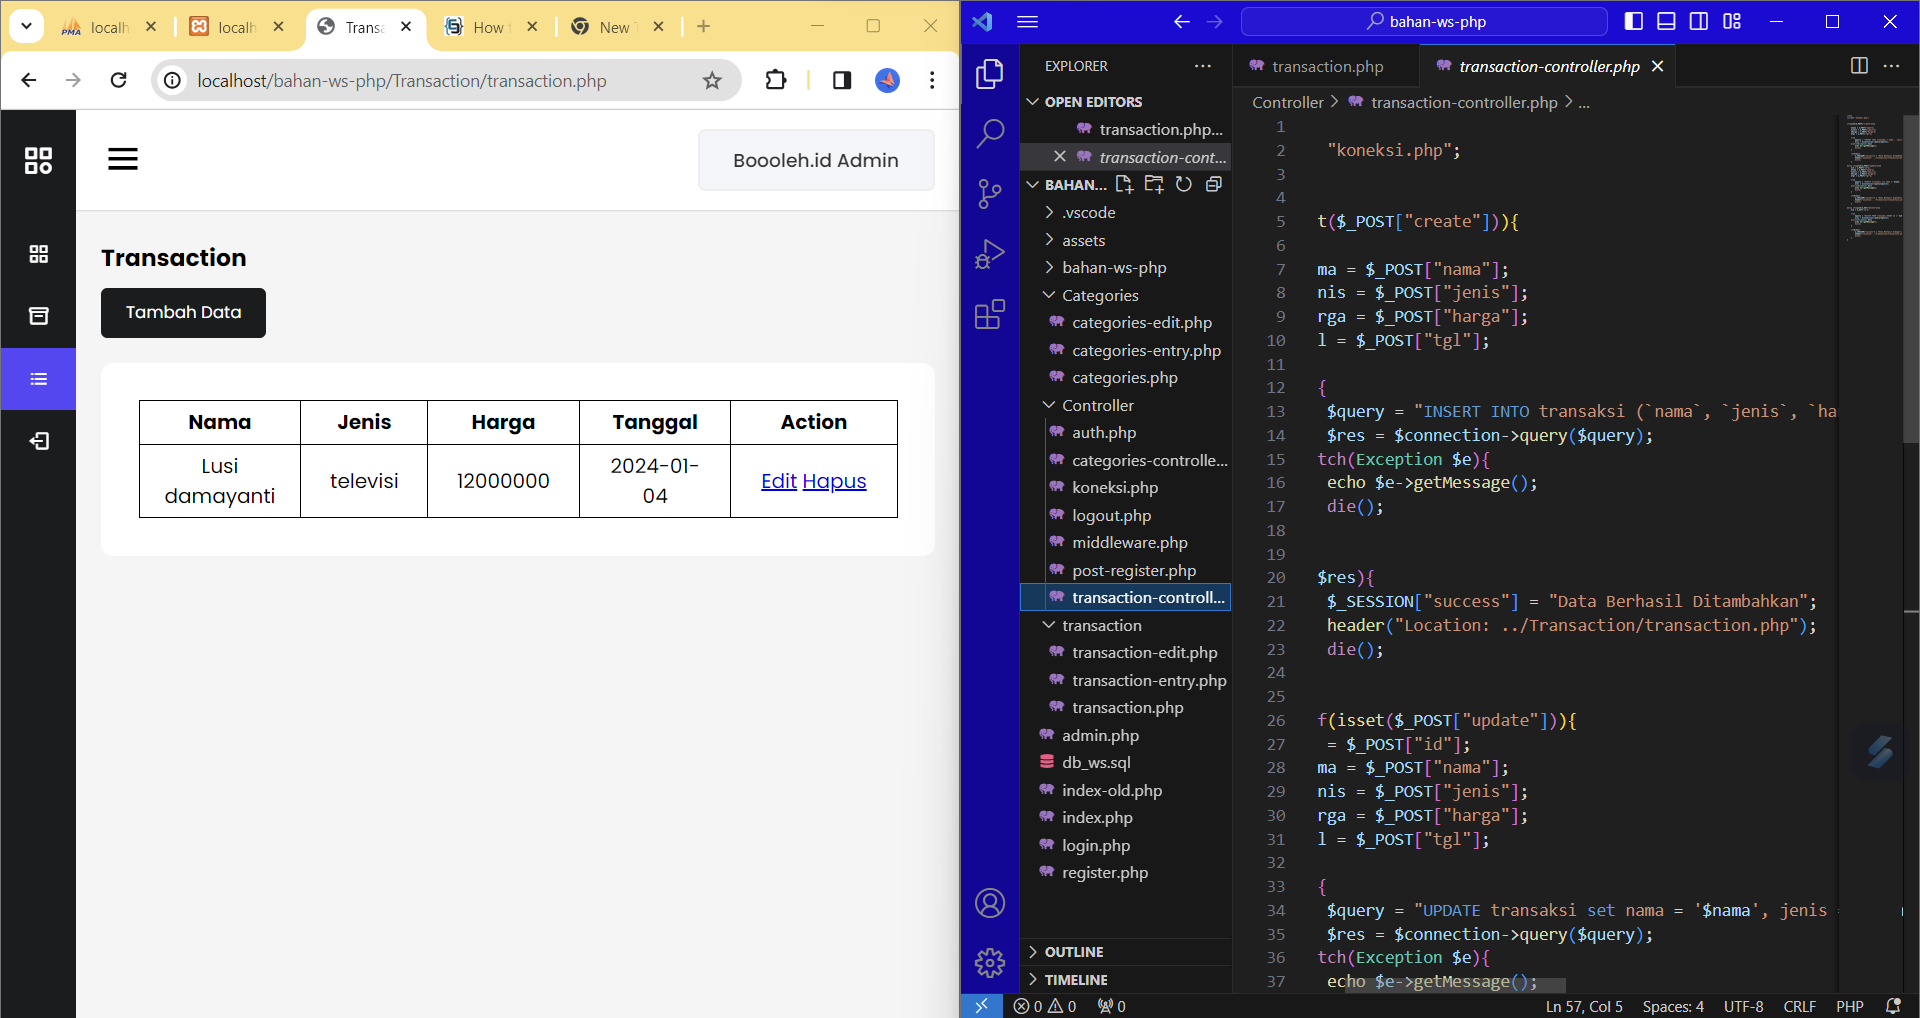 PMA localh
localh
Transa
How
New
localhost/bahan-ws-php/Transaction/transaction.php
Boooleh.id Admin
Transaction
Tambah Data
Nama Jenis Harga Tanggal Action
Lusi damayanti televisi 12000000 2024-01-04 Edit Hapus
bahan-ws-php
EXPLORER
OPEN EDITORS
transaction.php...
transaction-cont...
BAHAN...
.vscode
assets
bahan-ws-php
Categories
categories-edit.php
categories-entry.php
categories.php
Controller
auth.php
categories-controlle...
koneksi.php
logout.php
middleware.php
post-register.php
transaction-controll...
transaction
transaction-edit.php
transaction-entry.php
transaction.php
admin.php
db_ws.sql
index-old.php
index.php
login.php
register.php
OUTLINE
TIMELINE
transaction.php
transaction-controller.php
Controller > transaction-controller.php > ...
1
2 "koneksi.php";
3
4
5 t($_POST["create"])){
6
7 ma = $_POST["nama"];
8 nis = $_POST["jenis"];
9 rga = $_POST["harga"];
10 l = $_POST["tgl"];
11
12 {
13 $query = "INSERT INTO transaksi (`nama`, `jenis`, `ha
14 $res = $connection->query($query);
15 tch(Exception $e){
16 echo $e->getMessage();
17 die();
18
19
20 $res){
21 $_SESSION["success"] = "Data Berhasil Ditambahkan";
22 header("Location: ../Transaction/transaction.php");
23 die();
24
25
26 f(isset($_POST["update"])){
27 = $_POST["id"];
28 ma = $_POST["nama"];
29 nis = $_POST["jenis"];
30 rga = $_POST["harga"];
31 l = $_POST["tgl"];
32
33 {
34 $query = "UPDATE transaksi set nama = '$nama', jenis =
35 $res = $connection->query($query);
36 tch(Exception $e){
37 echo $e->getMessage();
0 0 0
Ln 57, Col 5
Spaces: 4
UTF-8
CRLF
PHP